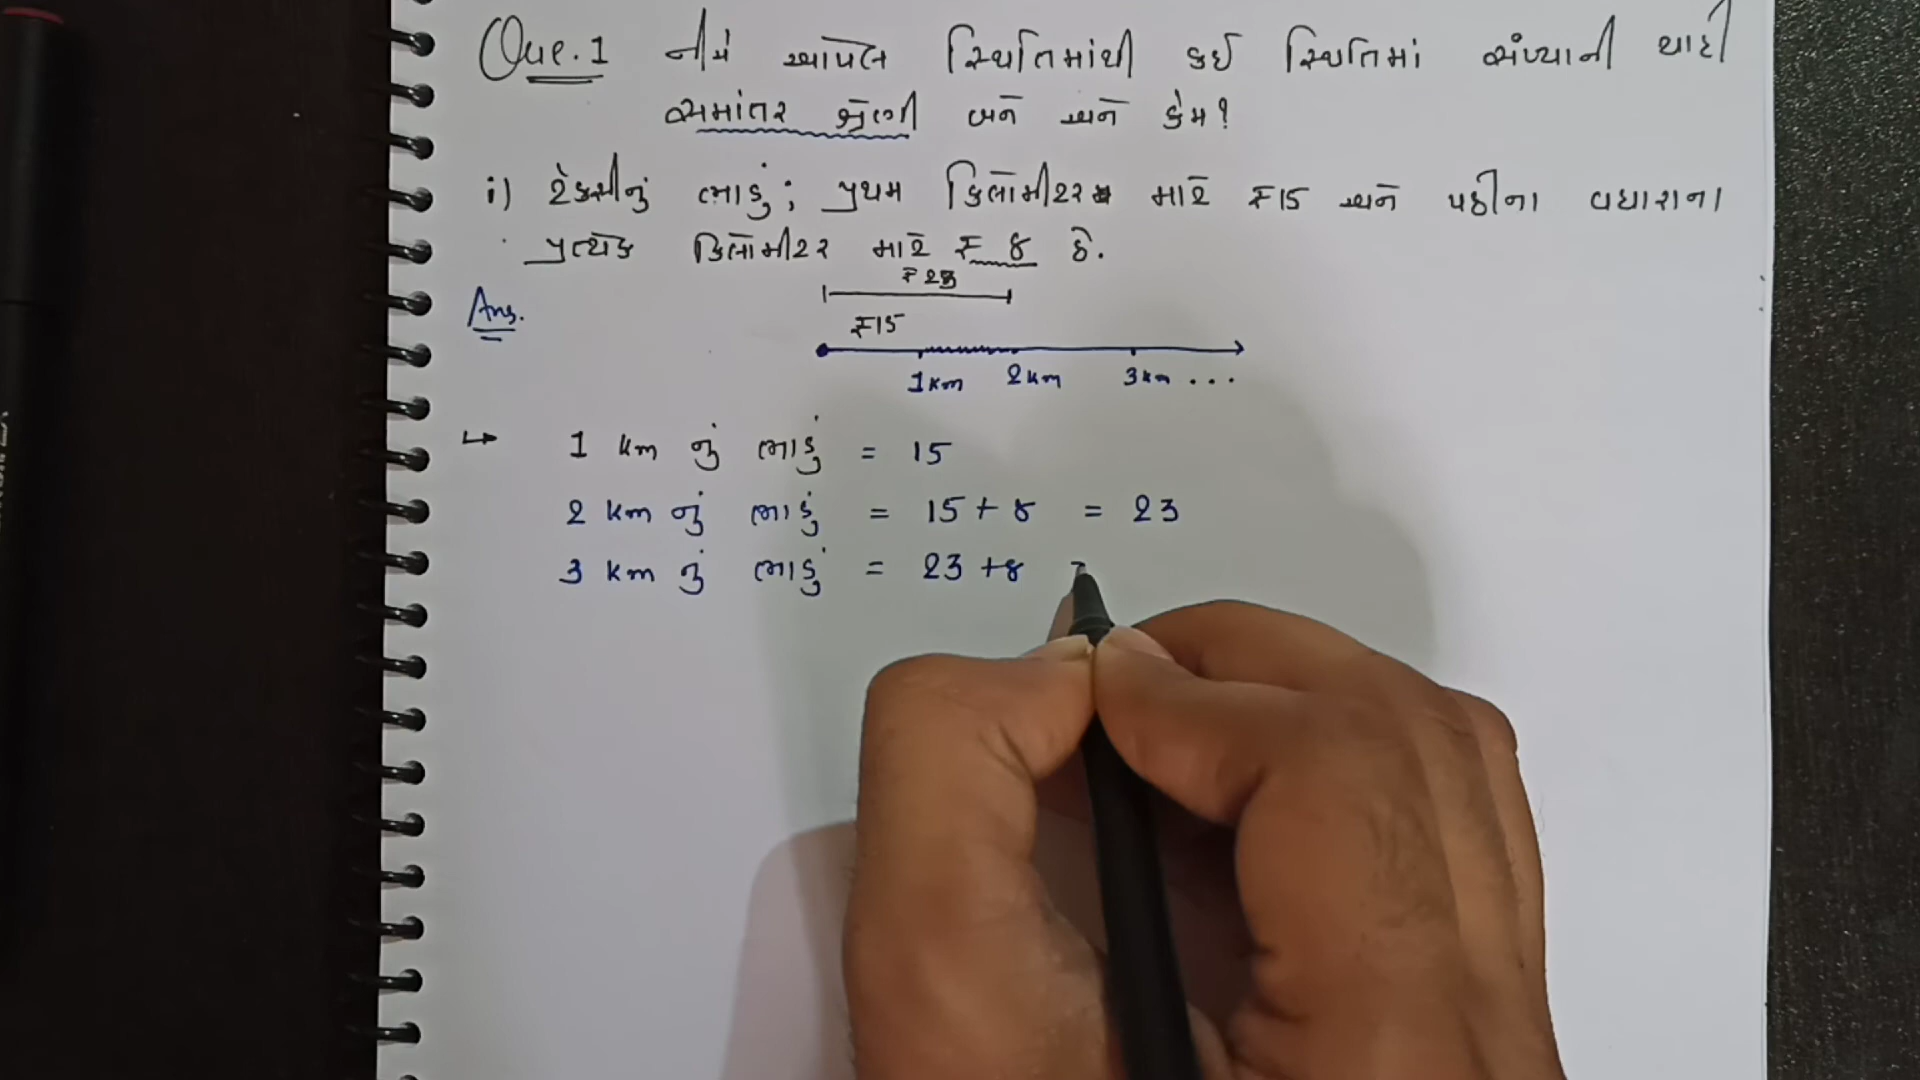 Que.1 નીચે આપેલ સ્થિતિમાંથી કઈ સ્થિતિમાં સંખ્યાની યાદી
સમાંતર શ્રેણી બને અને કેમ?
i) ટેક્સીનું ભાડું; પ્રથમ કિલોમીટર માટે ₹15 અને પછીના વધારાના
પ્રત્યેક કિલોમીટર માટે ₹ 8 છે.
Ans.
₹ 23
₹15
1km 2km 3km ...
↳ 1 km નું ભાડું = 15
2 km નું ભાડું = 15+8 = 23
3 km નું ભાડું = 23+8 =